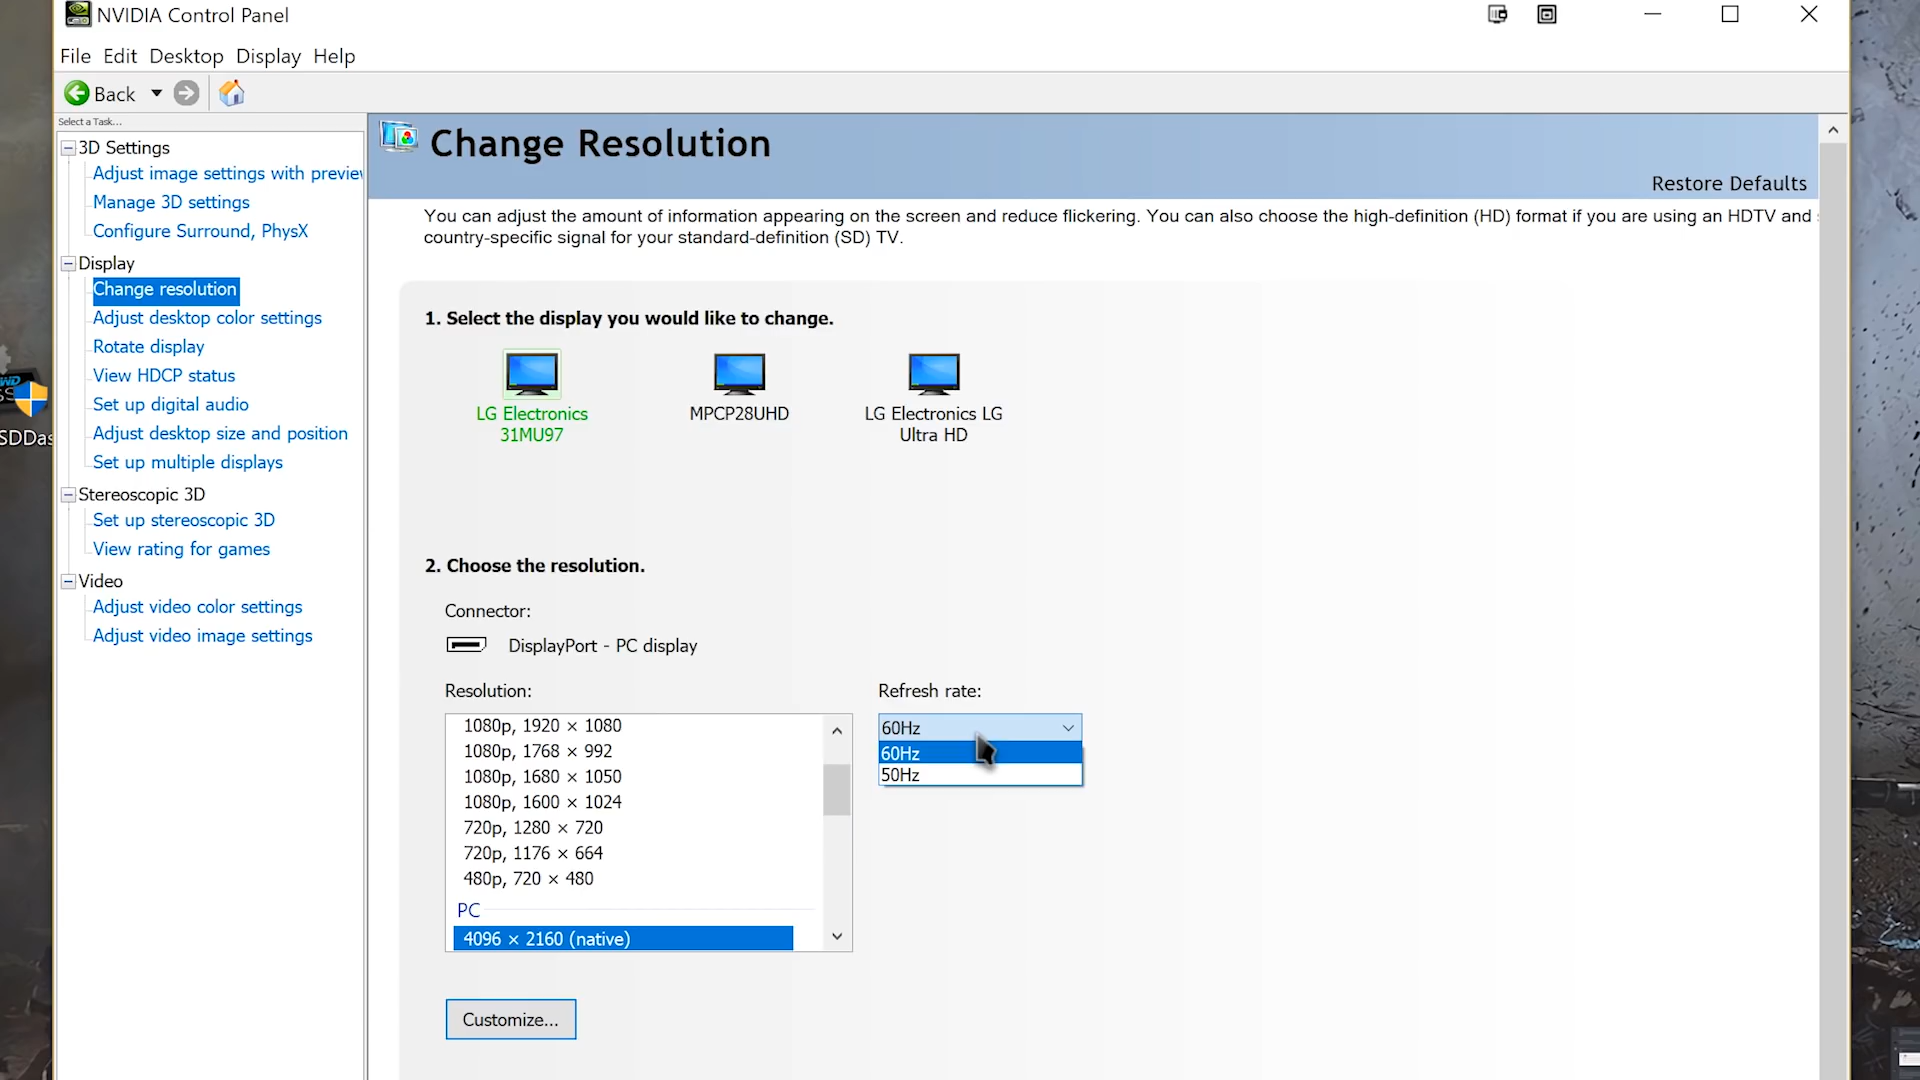 NVIDIA Control Panel
File Edit Desktop Display Help
Back
Select a Task...
3D Settings
Adjust image settings with preview
Manage 3D settings
Configure Surround, PhysX
Display
Change resolution
Adjust desktop color settings
Rotate display
View HDCP status
Set up digital audio
Adjust desktop size and position
Set up multiple displays
Stereoscopic 3D
Set up stereoscopic 3D
View rating for games
Video
Adjust video color settings
Adjust video image settings
Change Resolution
Restore Defaults
You can adjust the amount of information appearing on the screen and reduce flickering. You can also choose the high-definition (HD) format if you are using an HDTV and
country-specific signal for your standard-definition (SD) TV.
1. Select the display you would like to change.
LG Electronics
31MU97
MPCP28UHD
LG Electronics LG
Ultra HD
2. Choose the resolution.
Connector:
DisplayPort - PC display
Resolution:
1080p, 1920 × 1080
1080p, 1768 × 992
1080p, 1680 × 1050
1080p, 1600 × 1024
720p, 1280 × 720
720p, 1176 × 664
480p, 720 × 480
PC
4096 × 2160 (native)
Refresh rate:
60Hz
60Hz
50Hz
Customize...